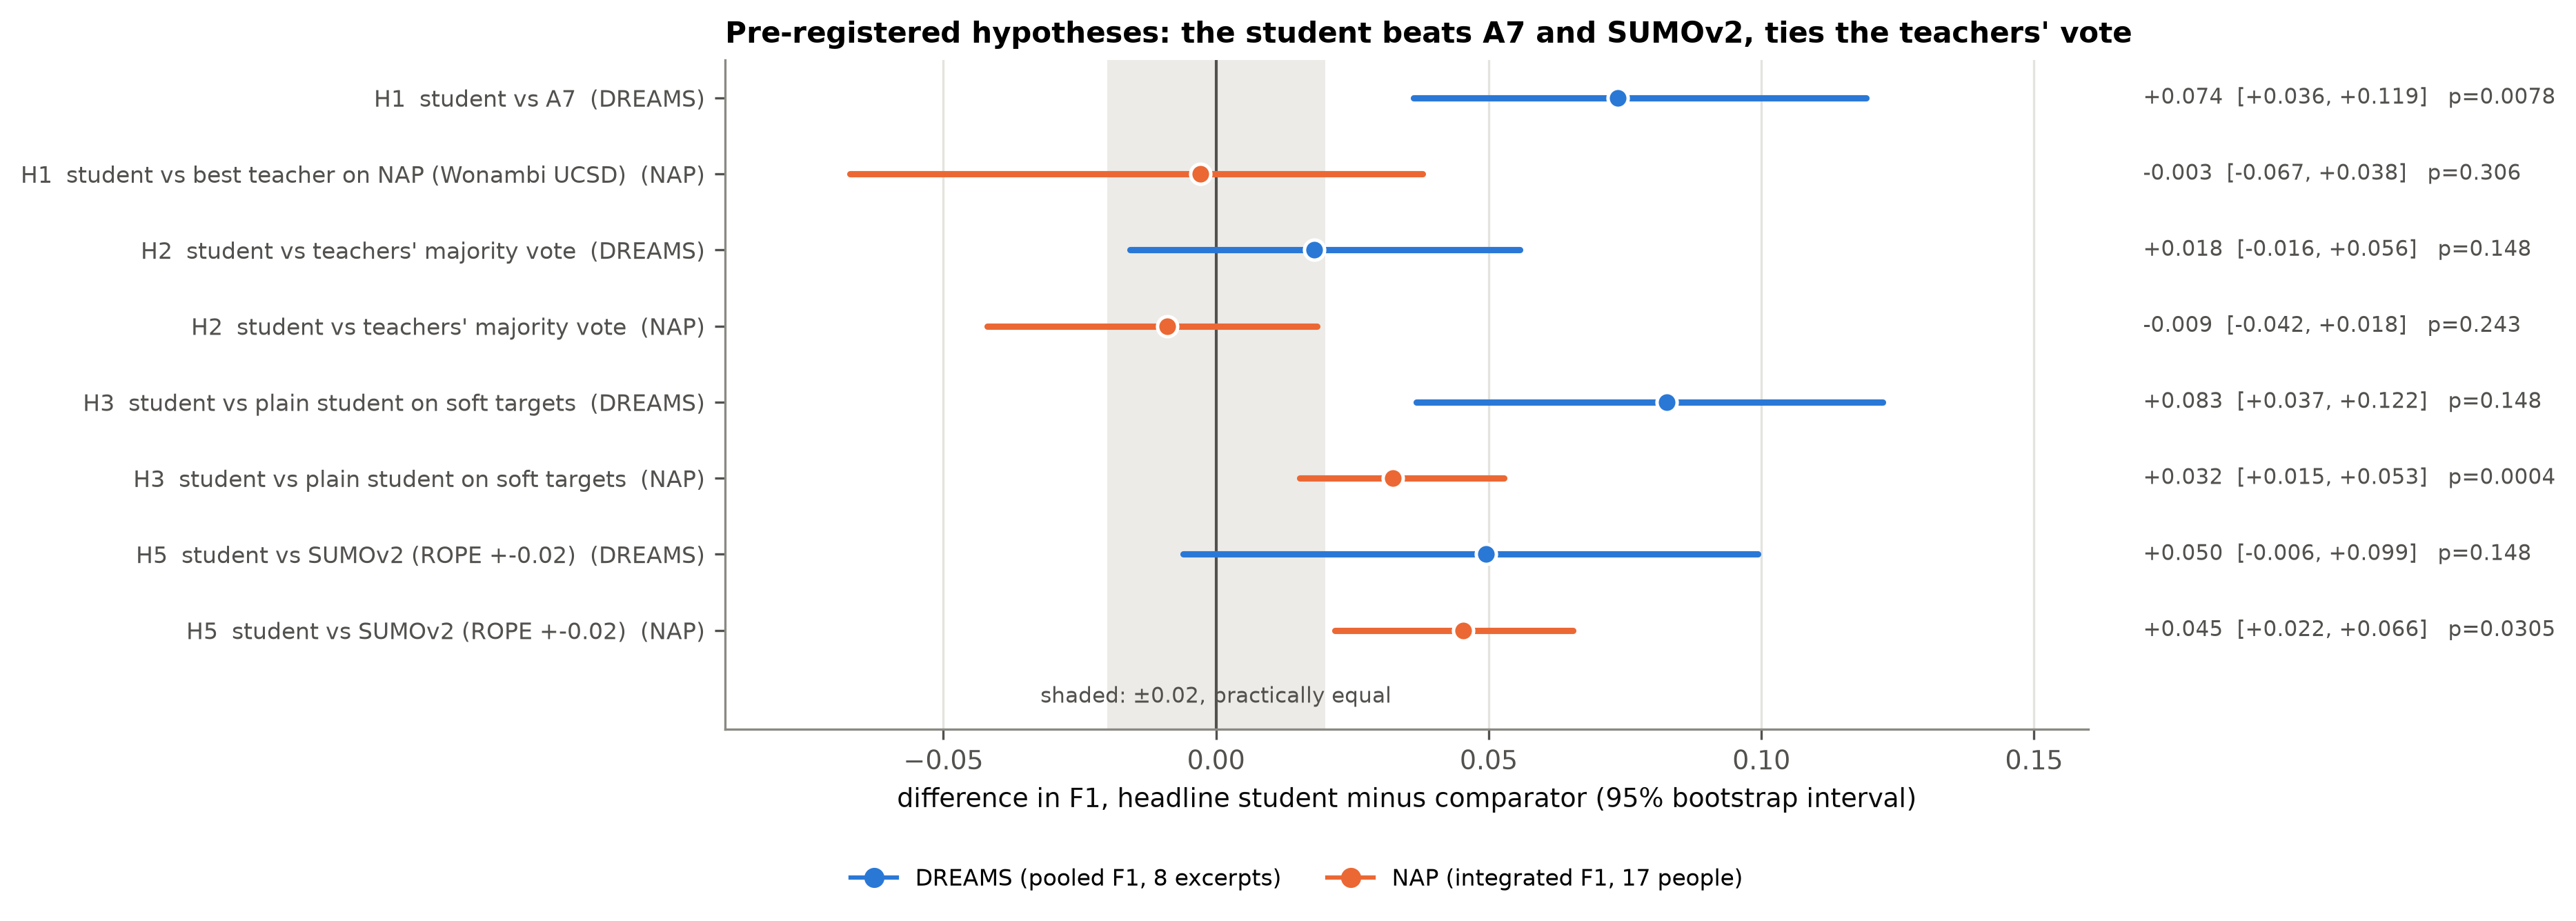 Pre-registered hypotheses: the student beats A7 and SUMOv2, ties the teachers' vote
H1  student vs A7  (DREAMS)    +0.074  [+0.036, +0.119]   p=0.0078
H1  student vs best teacher on NAP (Wonambi UCSD)  (NAP)    -0.003  [-0.067, +0.038]   p=0.306
H2  student vs teachers' majority vote  (DREAMS)    +0.018  [-0.016, +0.056]   p=0.148
H2  student vs teachers' majority vote  (NAP)    -0.009  [-0.042, +0.018]   p=0.243
H3  student vs plain student on soft targets  (DREAMS)    +0.083  [+0.037, +0.122]   p=0.148
H3  student vs plain student on soft targets  (NAP)    +0.032  [+0.015, +0.053]   p=0.0004
H5  student vs SUMOv2 (ROPE +-0.02)  (DREAMS)    +0.050  [-0.006, +0.099]   p=0.148
H5  student vs SUMOv2 (ROPE +-0.02)  (NAP)    +0.045  [+0.022, +0.066]   p=0.0305
shaded: ±0.02, practically equal
−0.05 0.00 0.05 0.10 0.15
difference in F1, headline student minus comparator (95% bootstrap interval)
DREAMS (pooled F1, 8 excerpts) NAP (integrated F1, 17 people)